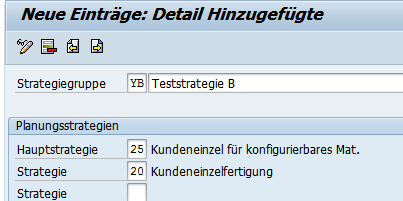 Neue Einträge: Detail Hinzugefügte
Strategiegruppe YB Teststrategie B
Planungsstrategien
Hauptstrategie 25 Kundeneinzel für konfigurierbares Mat.
Strategie 20 Kundeneinzelfertigung
Strategie